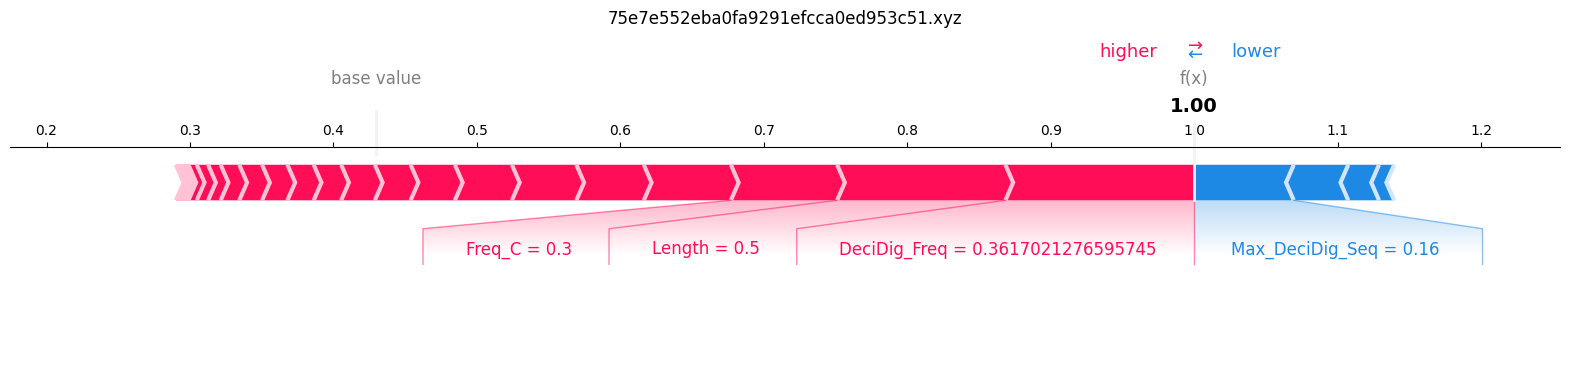 75e7e552eba0fa9291efcca0ed953c51.xyz
higher → lower
←
base value f(x)
1.00
0.2 0.3 0.4 0.5 0.6 0.7 0.8 0.9 1.0 1.1 1.2
Freq_C = 0.3 Length = 0.5 DeciDig_Freq = 0.3617021276595745 Max_DeciDig_Seq = 0.16